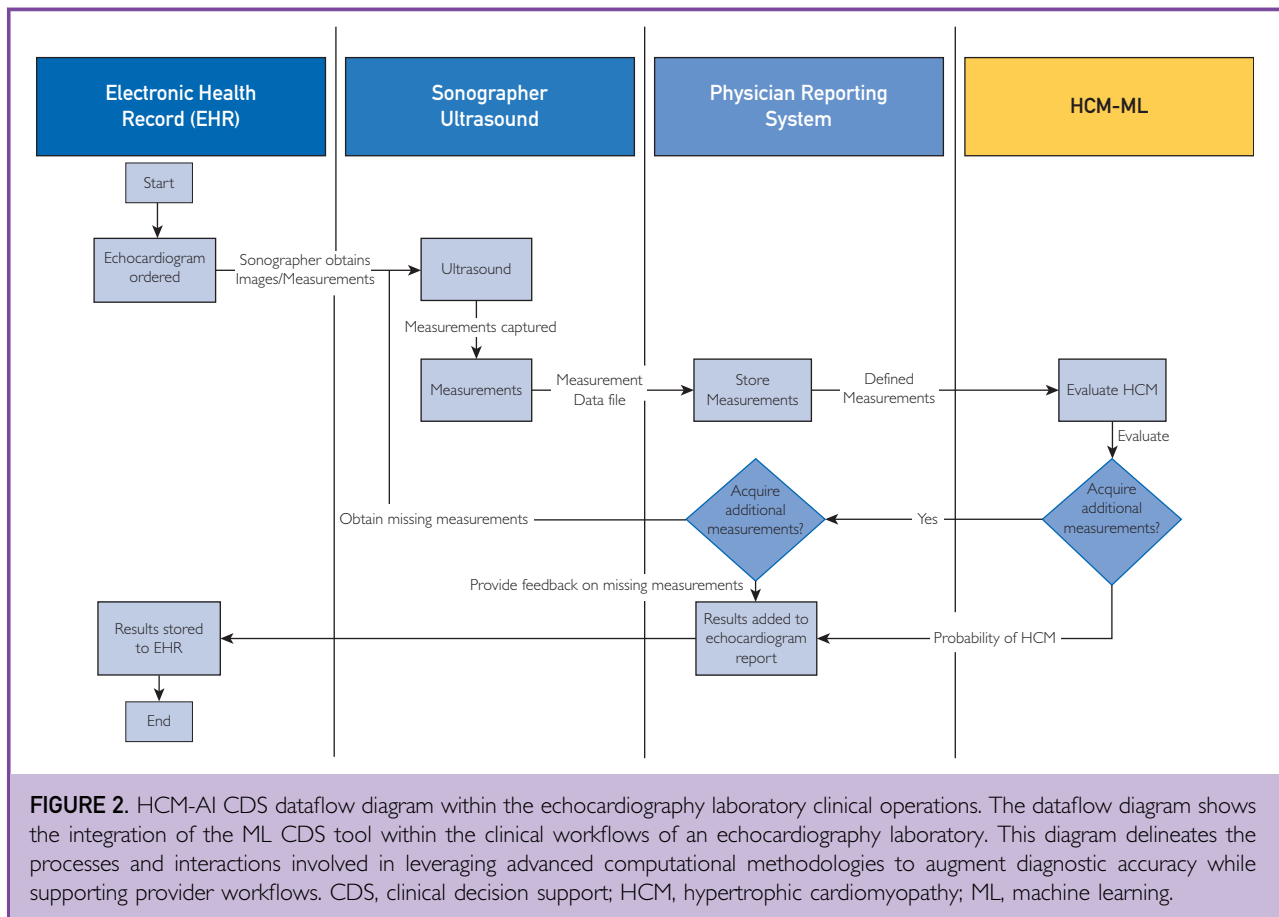 Electronic Health
Record (EHR)
Sonographer
Ultrasound
Physician Reporting
System
HCM-ML
Start
Echocardiogram
ordered
Sonographer obtains
Images/Measurements
Ultrasound
Measurements captured
Measurements
Measurement
Data file
Store
Measurements
Defined
Measurements
Evaluate HCM
Evaluate
Obtain missing measurements
Acquire
additional
measurements?
Yes
Acquire
additional
measurements?
Provide feedback on missing measurements
Results stored
to EHR
Results added to
echocardiogram
report
Probability of HCM
End
FIGURE 2. HCM-AI CDS dataflow diagram within the echocardiography laboratory clinical operations. The dataflow diagram shows
the integration of the ML CDS tool within the clinical workflows of an echocardiography laboratory. This diagram delineates the
processes and interactions involved in leveraging advanced computational methodologies to augment diagnostic accuracy while
supporting provider workflows. CDS, clinical decision support; HCM, hypertrophic cardiomyopathy; ML, machine learning.